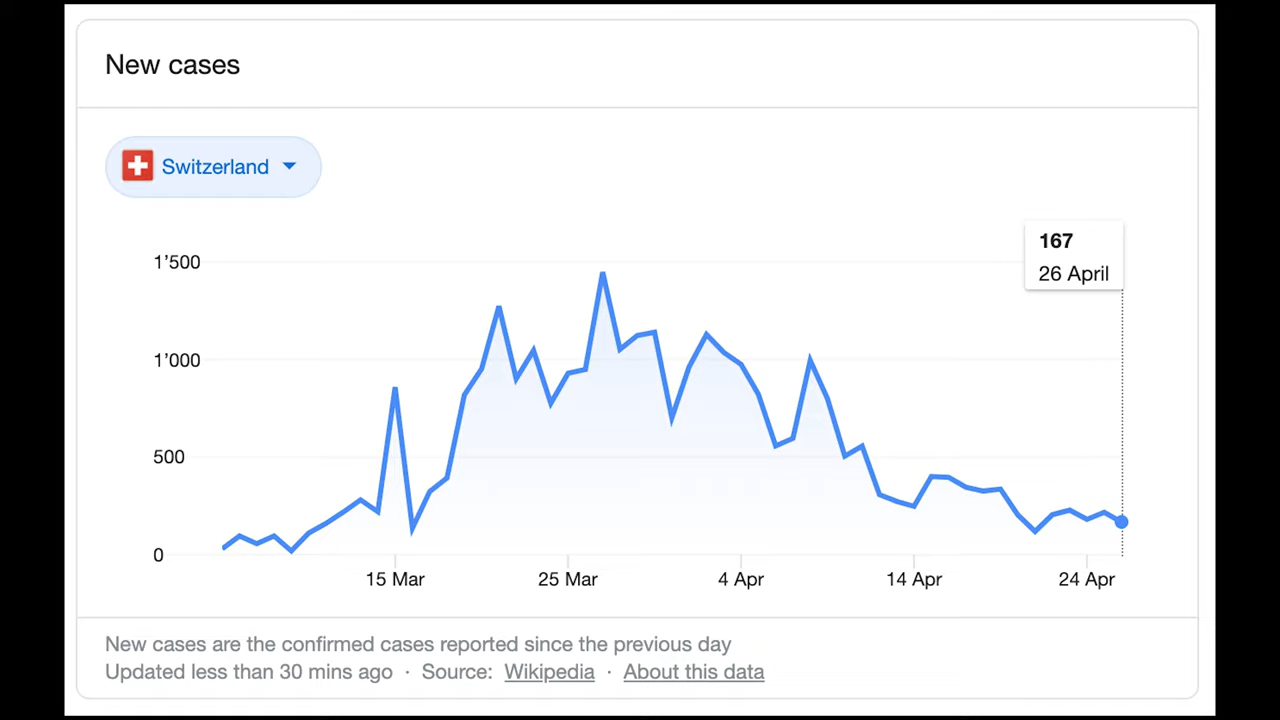 New cases
Switzerland
167
26 April
1’500
1’000
500
0
15 Mar 25 Mar 4 Apr 14 Apr 24 Apr
New cases are the confirmed cases reported since the previous day
Updated less than 30 mins ago · Source: Wikipedia · About this data